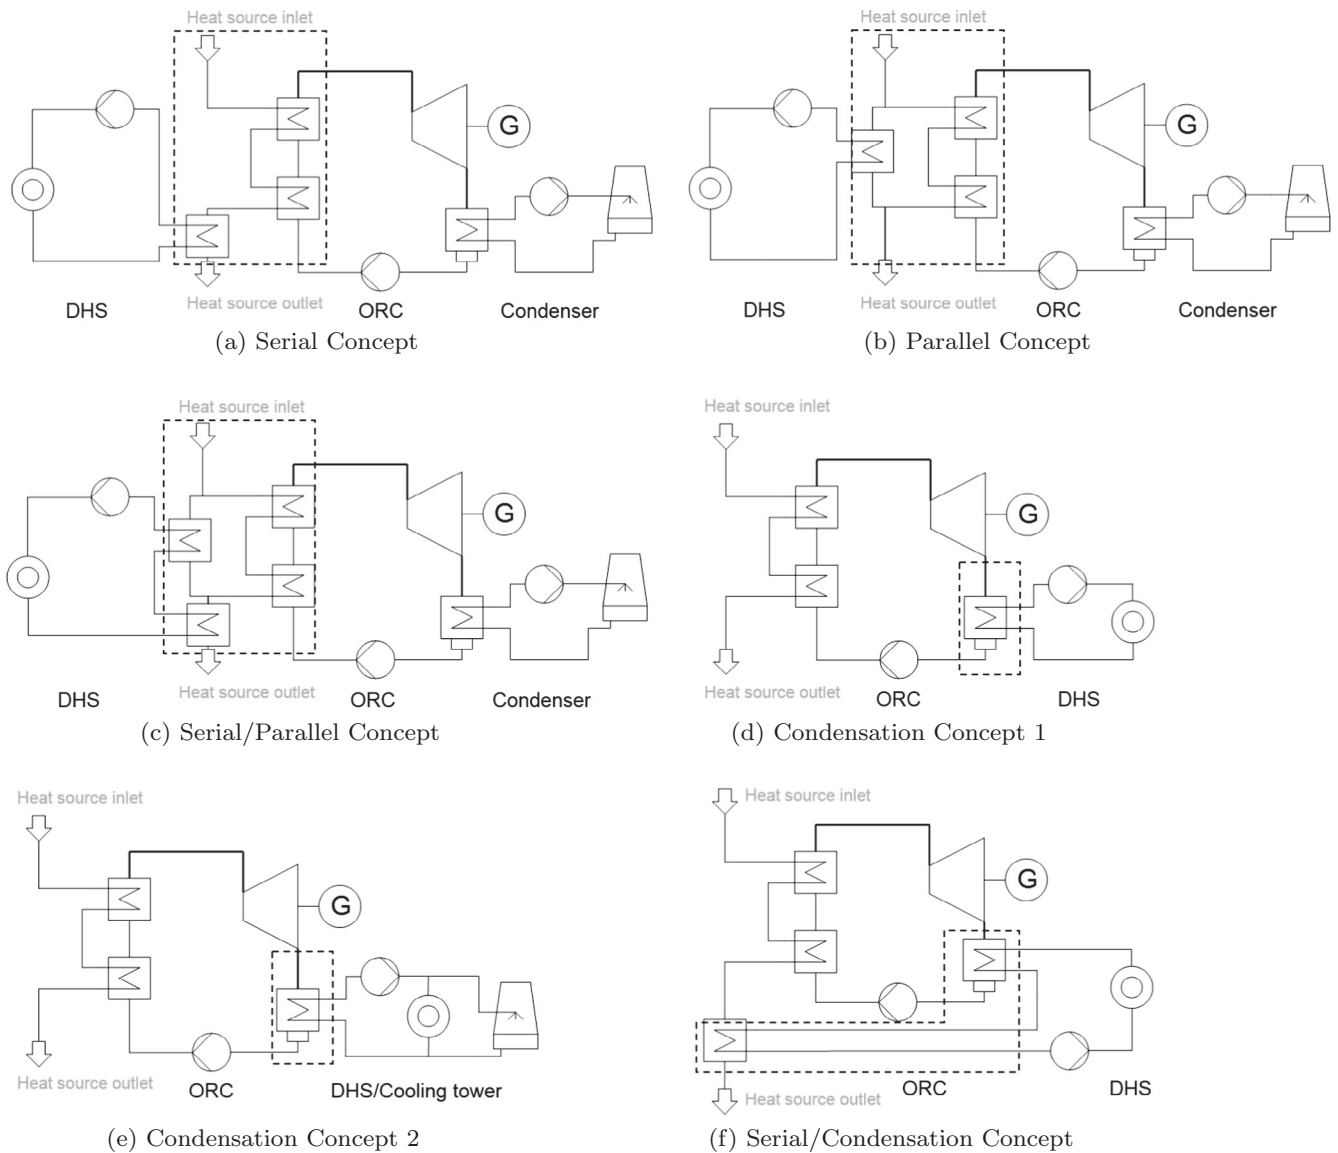 Heat source inlet
G
Heat source outlet
DHS
ORC
Condenser
(a) Serial Concept
Heat source inlet
G
Heat source outlet
DHS
ORC
Condenser
(b) Parallel Concept
Heat source inlet
G
Heat source outlet
DHS
ORC
Condenser
(c) Serial/Parallel Concept
Heat source inlet
G
Heat source outlet
ORC
DHS
(d) Condensation Concept 1
Heat source inlet
G
Heat source outlet
ORC
DHS/Cooling tower
(e) Condensation Concept 2
Heat source inlet
G
ORC
DHS
Heat source outlet
(f) Serial/Condensation Concept